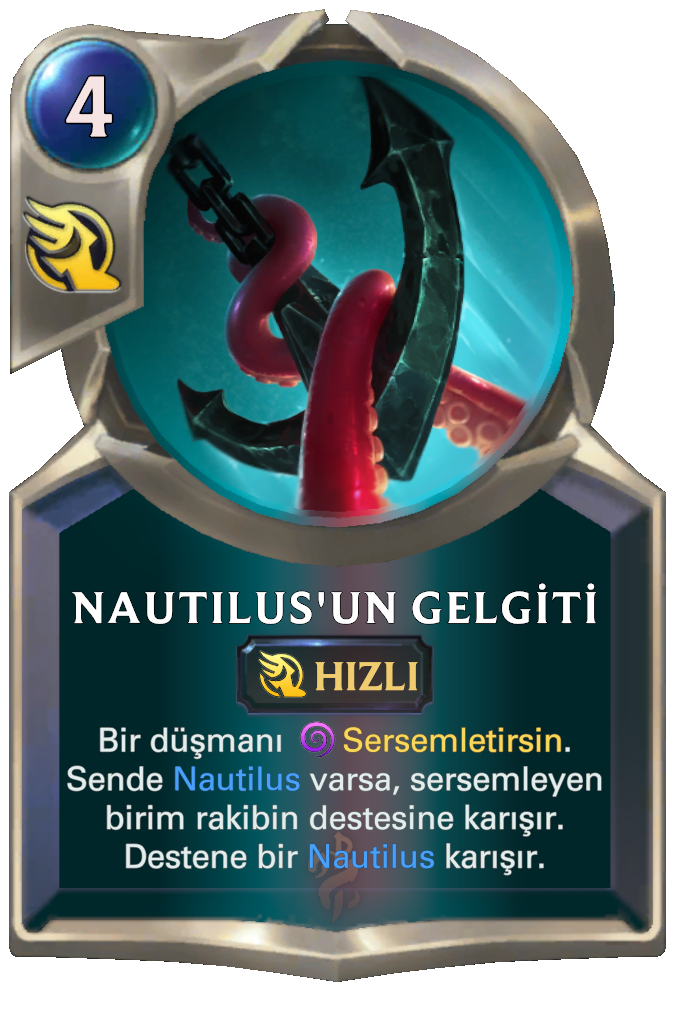 4
NAUTILUS'UN GELGİTİ
HIZLI
Bir düşmanı Sersemletirsin.
Sende Nautilus varsa, sersemleyen
birim rakibin destesine karışır.
Destene bir Nautilus karışır.